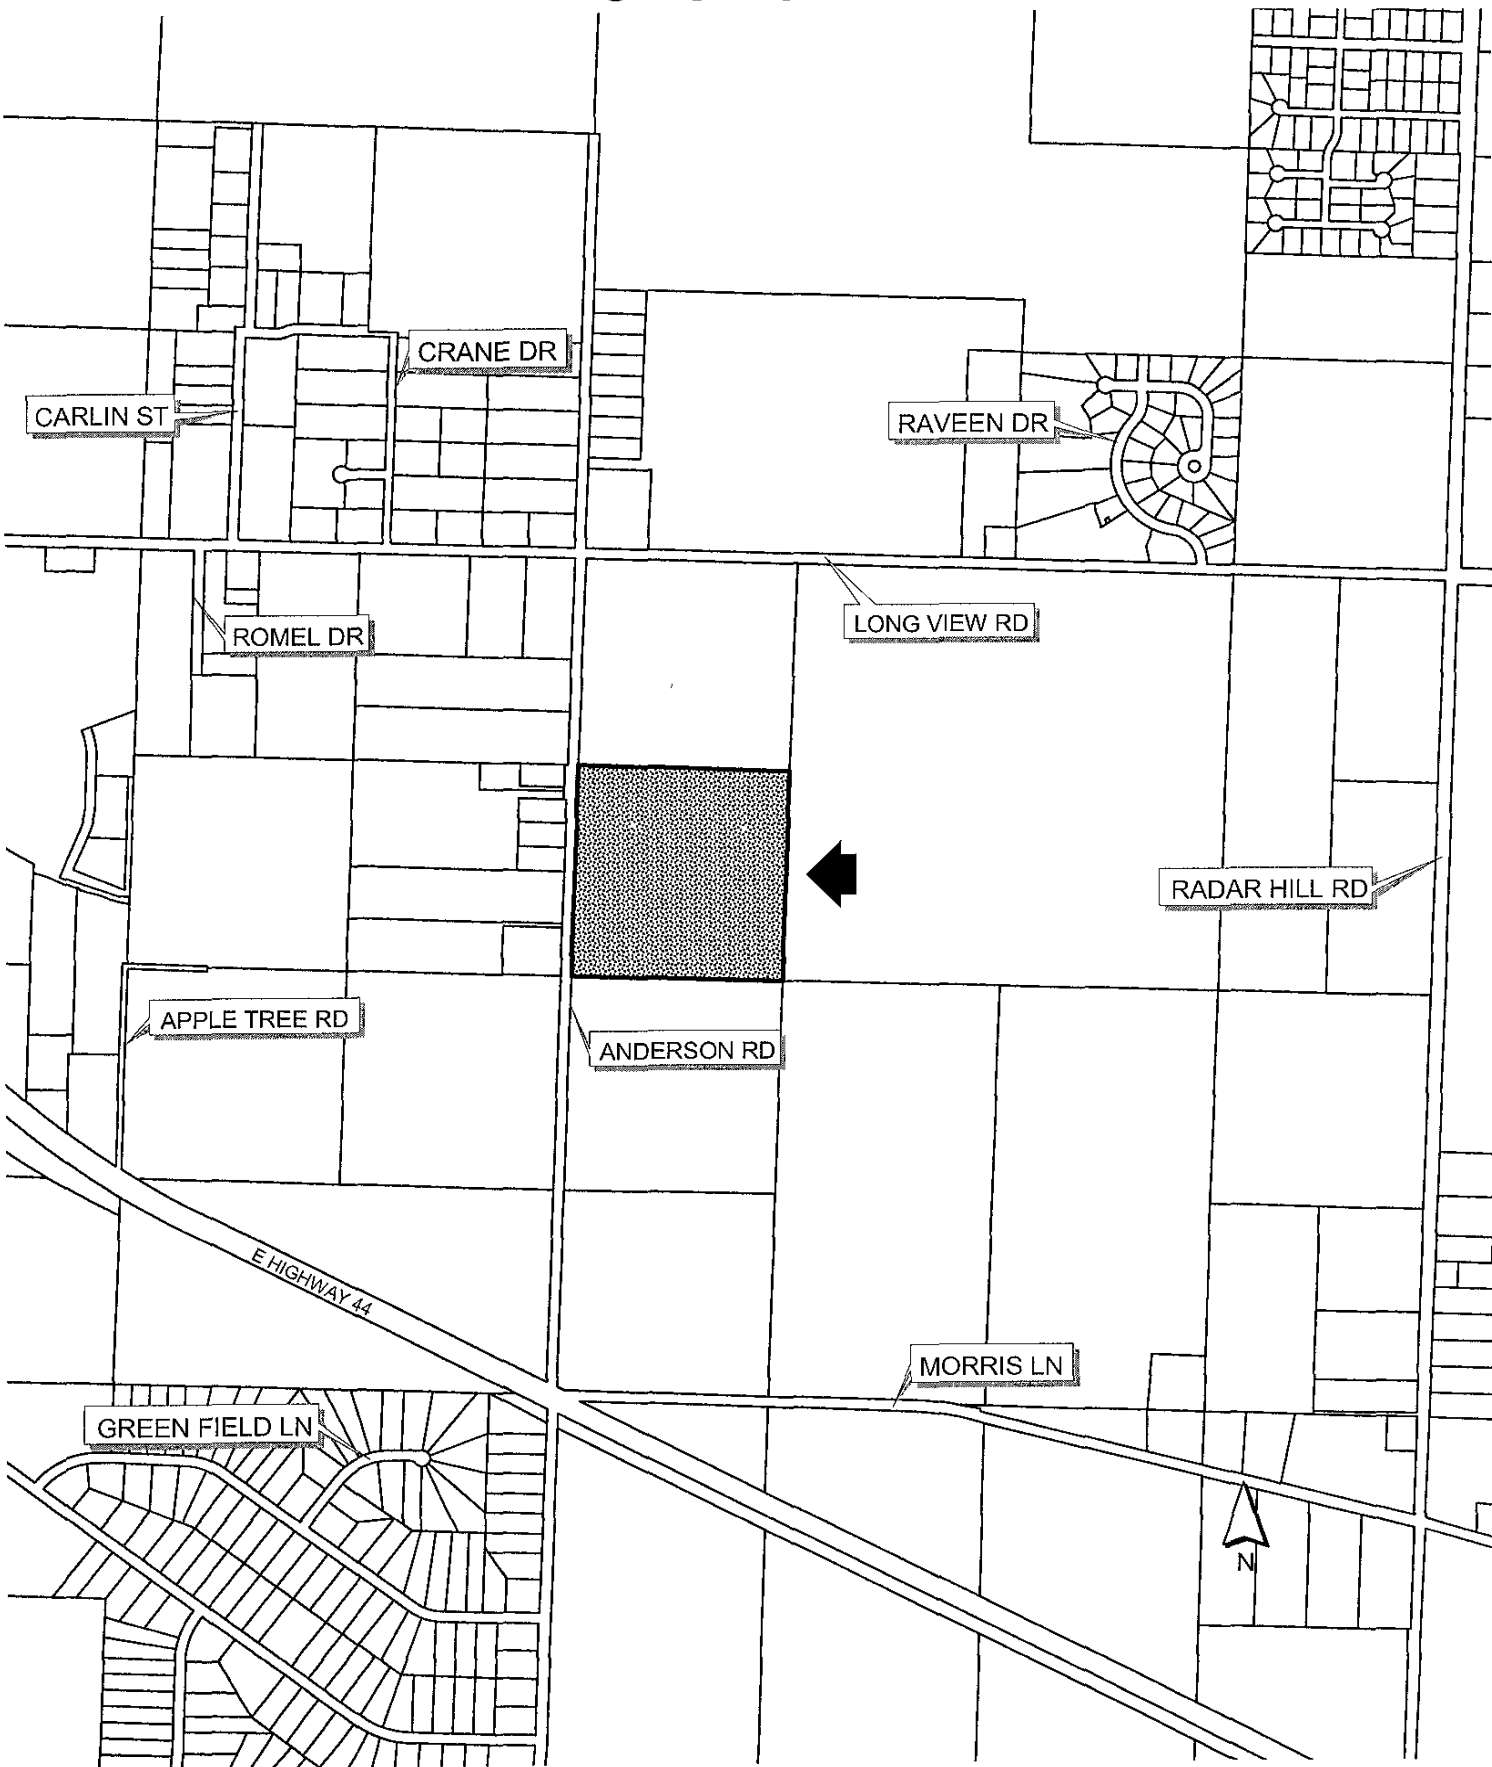 CRANE DR
CARLIN ST
RAVEEN DR
LONG VIEW RD
ROMEL DR
RADAR HILL RD
APPLE TREE RD
ANDERSON RD
E HIGHWAY 44
MORRIS LN
GREEN FIELD LN
N